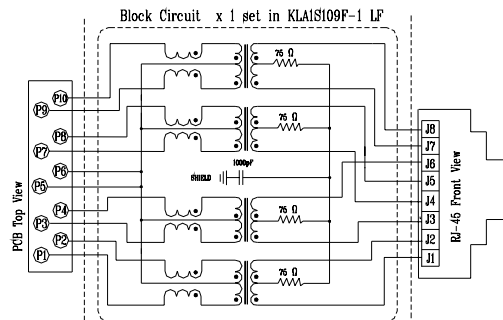 Block Circuit x 1 set in KLA1S109F-1 LF
75 Ω
P10
P9
75 Ω
J8
P8
J7
P7
1000pF
J6
P6
SHIELD
J5
P5
J4
P4
75 Ω
J3
P3
P2
J2
75 Ω
P1
J1
PCB Top View
RJ-45 Front View